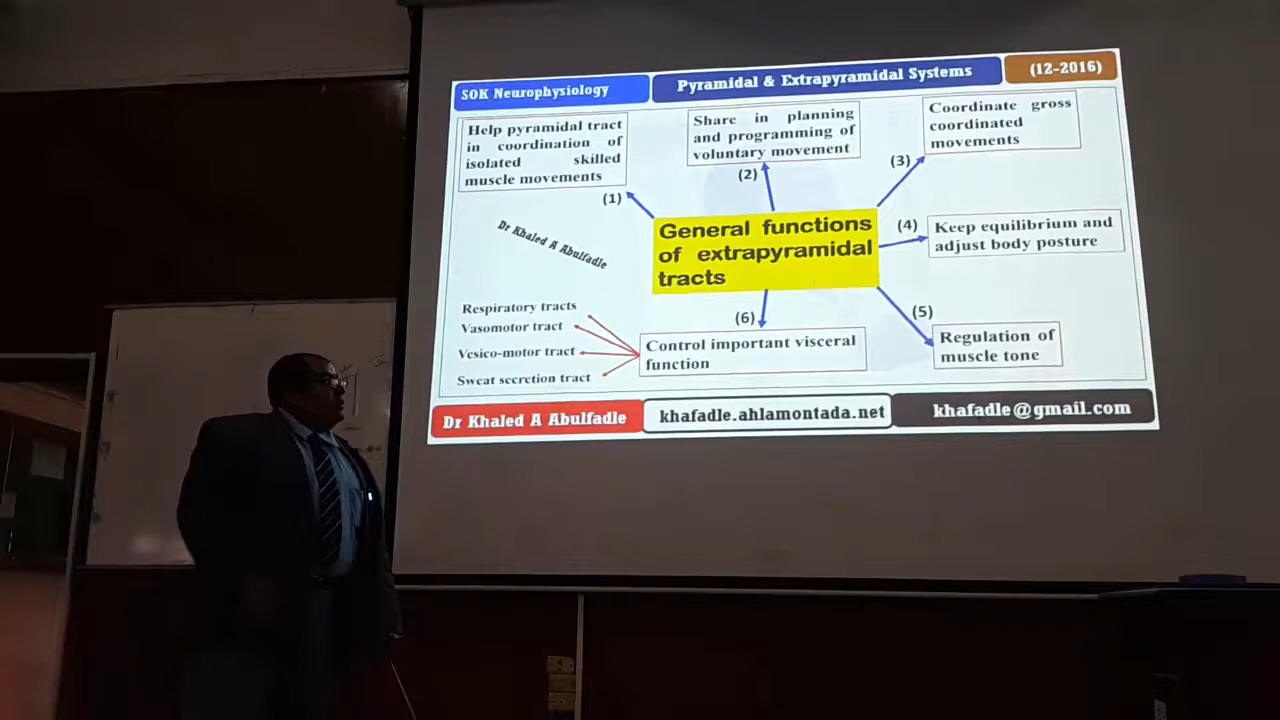 SOK Neurophysiology
Pyramidal & Extrapyramidal Systems
(12-2016)
Help pyramidal tract
in coordination of
isolated skilled
muscle movements
(1)
Share in planning
and programming of
voluntary movement
(2)
Coordinate gross
coordinated
movements
(3)
Dr Khaled A Abulfadle
General functions
of extrapyramidal
tracts
(4)
Keep equilibrium and
adjust body posture
(5)
Regulation of
muscle tone
(6)
Control important visceral
function
Respiratory tracts
Vasomotor tract
Vesico-motor tract
Sweat secretion tract
Dr Khaled A Abulfadle
khafadle.ahlamontada.net
khafadle@gmail.com